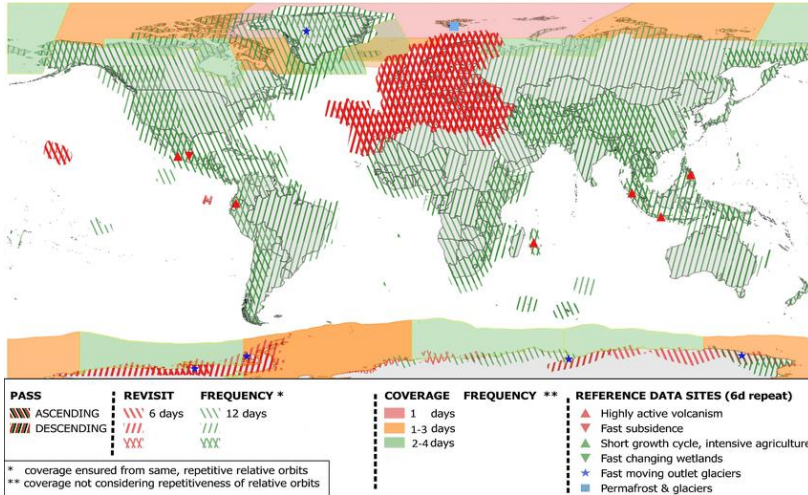 PASS
ASCENDING
DESCENDING
REVISIT FREQUENCY *
6 days 12 days
COVERAGE FREQUENCY **
1 days
1-3 days
2-4 days
REFERENCE DATA SITES (6d repeat)
Highly active volcanism
Fast subsidence
Short growth cycle, intensive agriculture
Fast changing wetlands
Fast moving outlet glaciers
Permafrost & glaciers
* coverage ensured from same, repetitive relative orbits
** coverage not considering repetitiveness of relative orbits